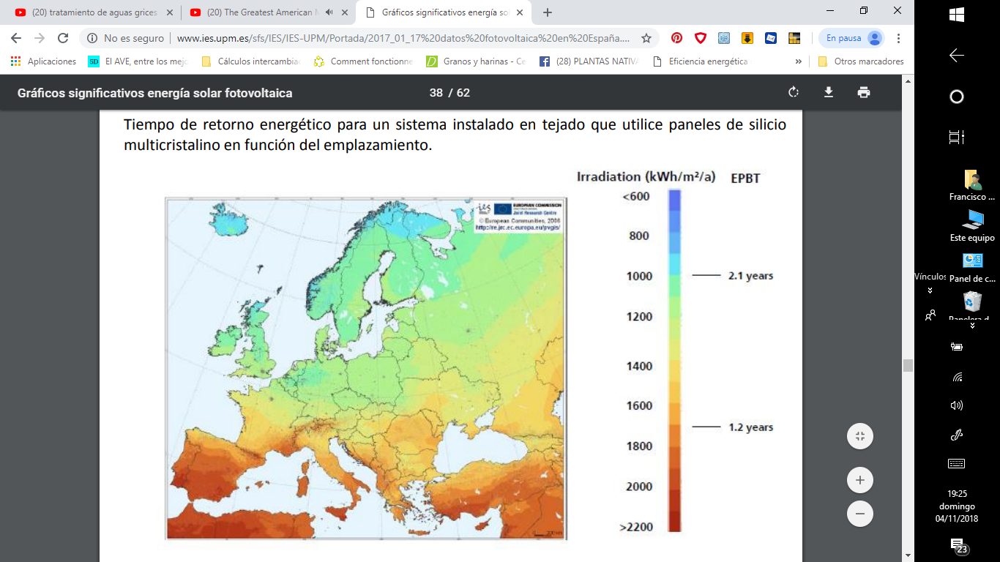 (20) tratamiento de aguas grices
(20) The Greatest American M
Gráficos significativos energía so
No es seguro
www.ies.upm.es/sfs/IES/IES-UPM/Portada/2017_01_17%20datos%20fotovoltaica%20en%20España....
En pausa
Aplicaciones
5D
El AVE, entre los mejo
Cálculos intercambia
Comment fonctionne
Granos y harinas - Ce
(28) PLANTAS NATIVA
Eficiencia energética
»
Otros marcadores
Gráficos significativos energía solar fotovoltaica
38 / 62
Tiempo de retorno energético para un sistema instalado en tejado que utilice paneles de silicio
multicristalino en función del emplazamiento.
Irradiation (kWh/m²/a) EPBT
ies
EUROPEAN COMMISSION
Joint Research Centre
© European Communities, 2006
http://re.jrc.ec.europa.eu/pvgis/
<600
800
1000
2.1 years
1200
1400
1600
1.2 years
1800
2000
>2200
Francisco ...
Este equipo
Vínculos
Panel de c...
19:25
domingo
04/11/2018
23